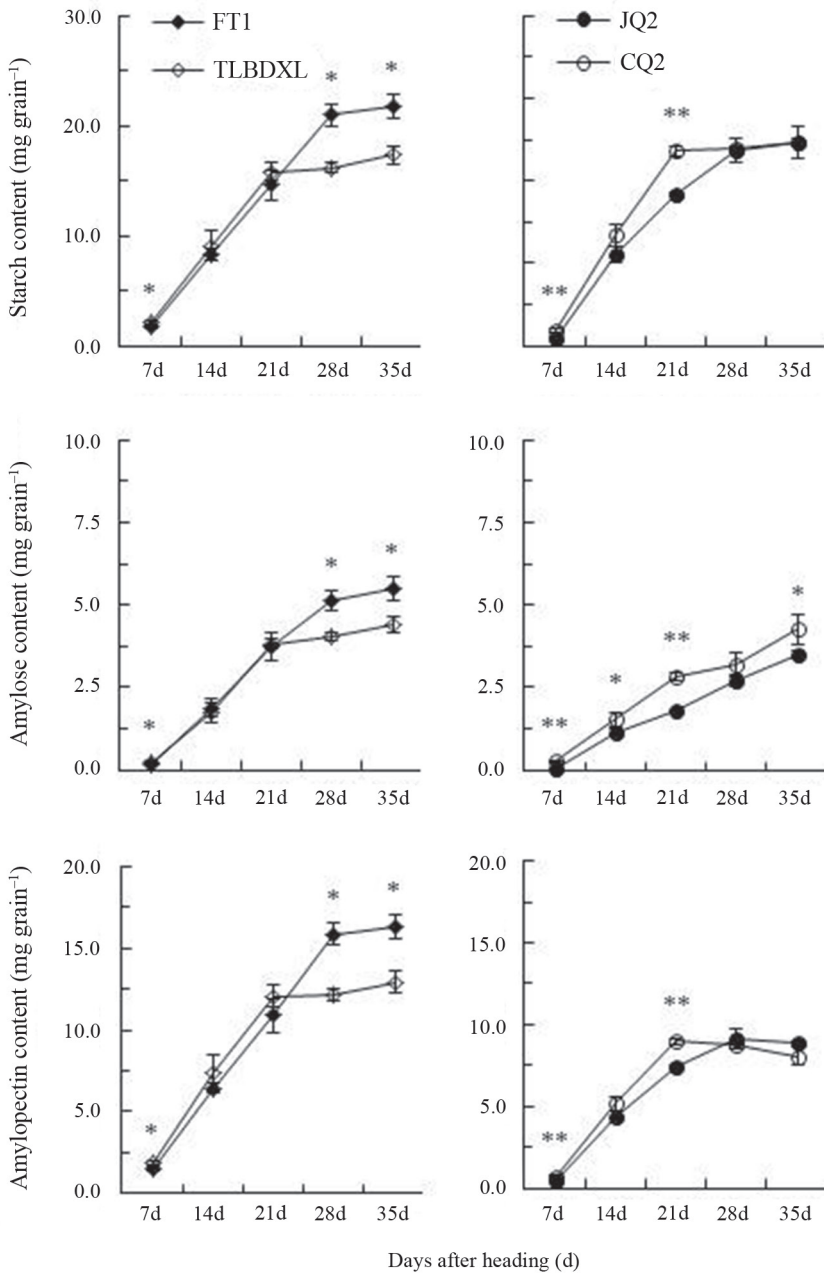 Starch content (mg grain⁻¹)
30.0
20.0
10.0
0.0
FT1
TLBDXL
*
*
*
7d 14d 21d 28d 35d
JQ2
CQ2
**
**
7d 14d 21d 28d 35d
Amylose content (mg grain⁻¹)
10.0
7.5
5.0
2.5
0.0
*
*
*
7d 14d 21d 28d 35d
10.0
7.5
5.0
2.5
0.0
**
*
**
*
7d 14d 21d 28d 35d
Amylopectin content (mg grain⁻¹)
20.0
15.0
10.0
5.0
0.0
*
*
*
7d 14d 21d 28d 35d
20.0
15.0
10.0
5.0
0.0
**
**
7d 14d 21d 28d 35d
Days after heading (d)